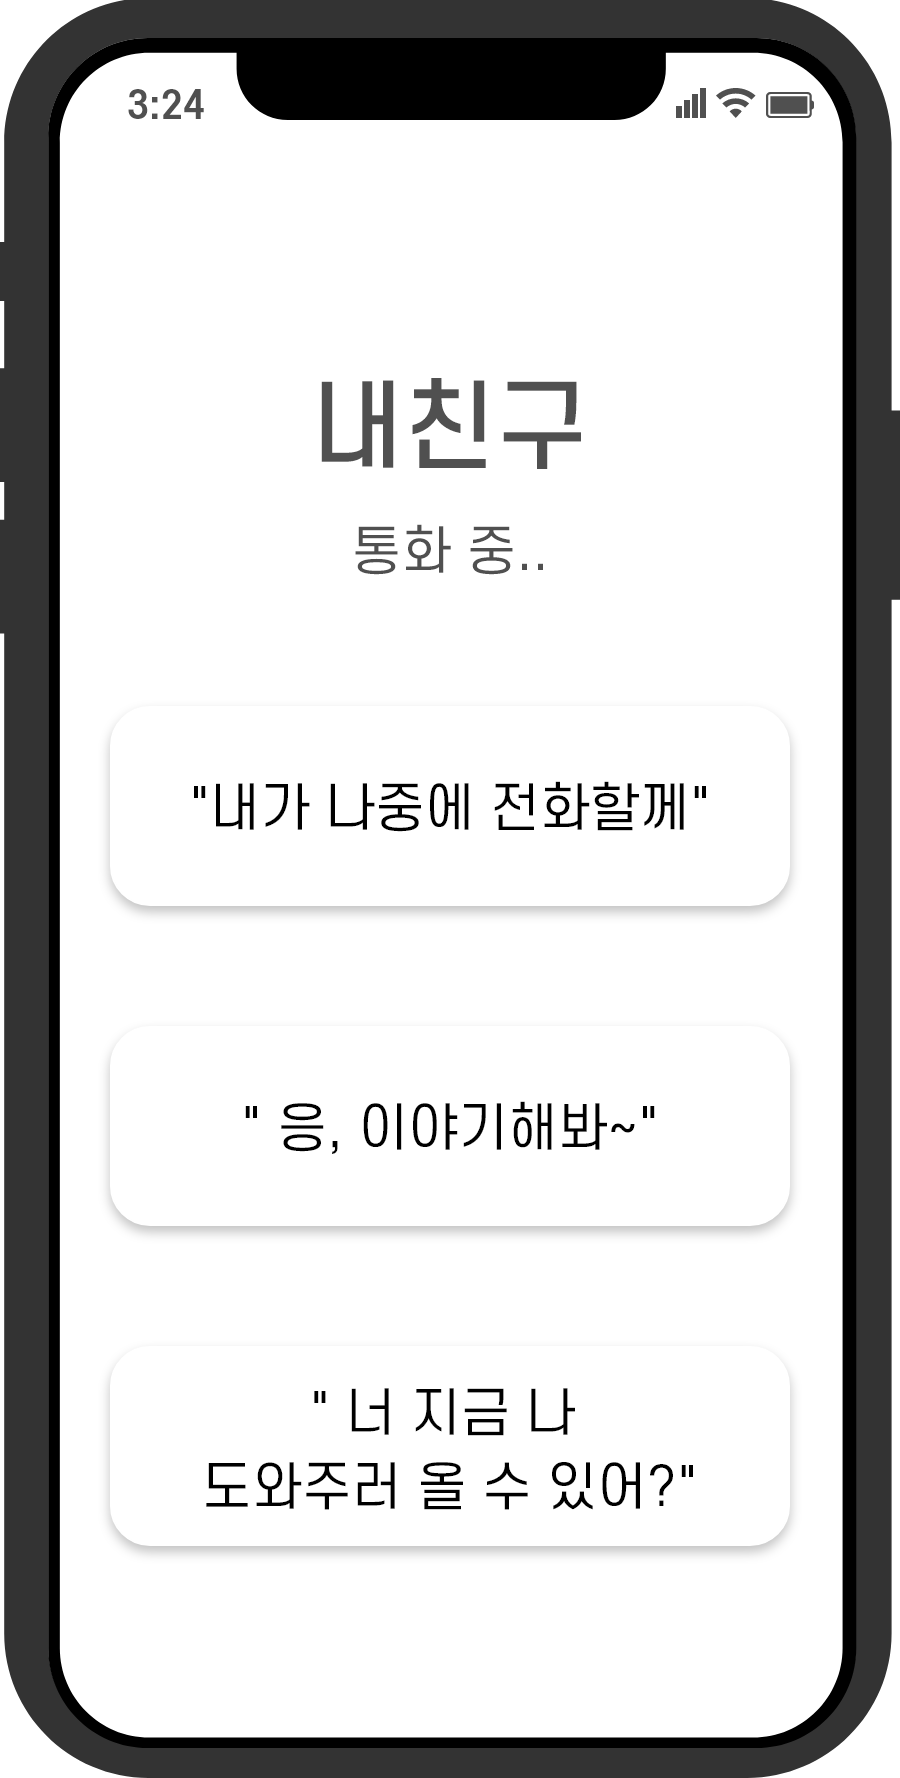 3:24
내친구
통화 중..
"내가 나중에 전화할께"
" 응, 이야기해봐~"
" 너 지금 나
도와주러 올 수 있어?"